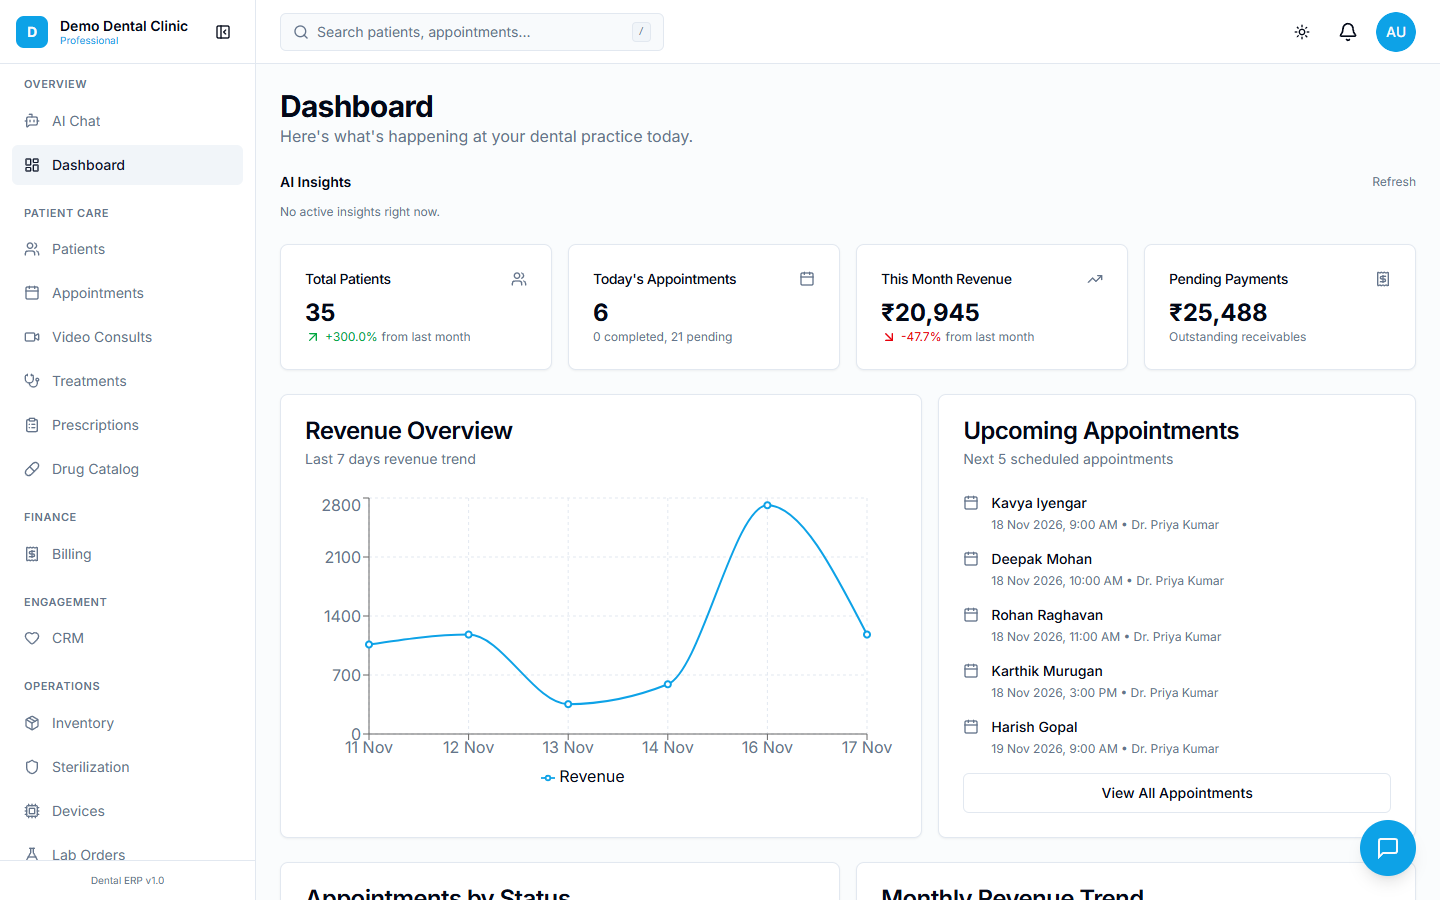 D
Demo Dental Clinic
Professional
Search patients, appointments...
/
AU
OVERVIEW
AI Chat
Dashboard
PATIENT CARE
Patients
Appointments
Video Consults
Treatments
Prescriptions
Drug Catalog
FINANCE
Billing
ENGAGEMENT
CRM
OPERATIONS
Inventory
Sterilization
Devices
Lab Orders
Dental ERP v1.0
Dashboard
Here's what's happening at your dental practice today.
AI Insights
Refresh
No active insights right now.
Total Patients
35
+300.0% from last month
Today's Appointments
6
0 completed, 21 pending
This Month Revenue
₹20,945
-47.7% from last month
Pending Payments
₹25,488
Outstanding receivables
Revenue Overview
Last 7 days revenue trend
2800
2100
1400
700
0
11 Nov
12 Nov
13 Nov
14 Nov
16 Nov
17 Nov
Revenue
Upcoming Appointments
Next 5 scheduled appointments
Kavya Iyengar
18 Nov 2026, 9:00 AM • Dr. Priya Kumar
Deepak Mohan
18 Nov 2026, 10:00 AM • Dr. Priya Kumar
Rohan Raghavan
18 Nov 2026, 11:00 AM • Dr. Priya Kumar
Karthik Murugan
18 Nov 2026, 3:00 PM • Dr. Priya Kumar
Harish Gopal
19 Nov 2026, 9:00 AM • Dr. Priya Kumar
View All Appointments
Appointments by Status
Monthly Revenue Trend